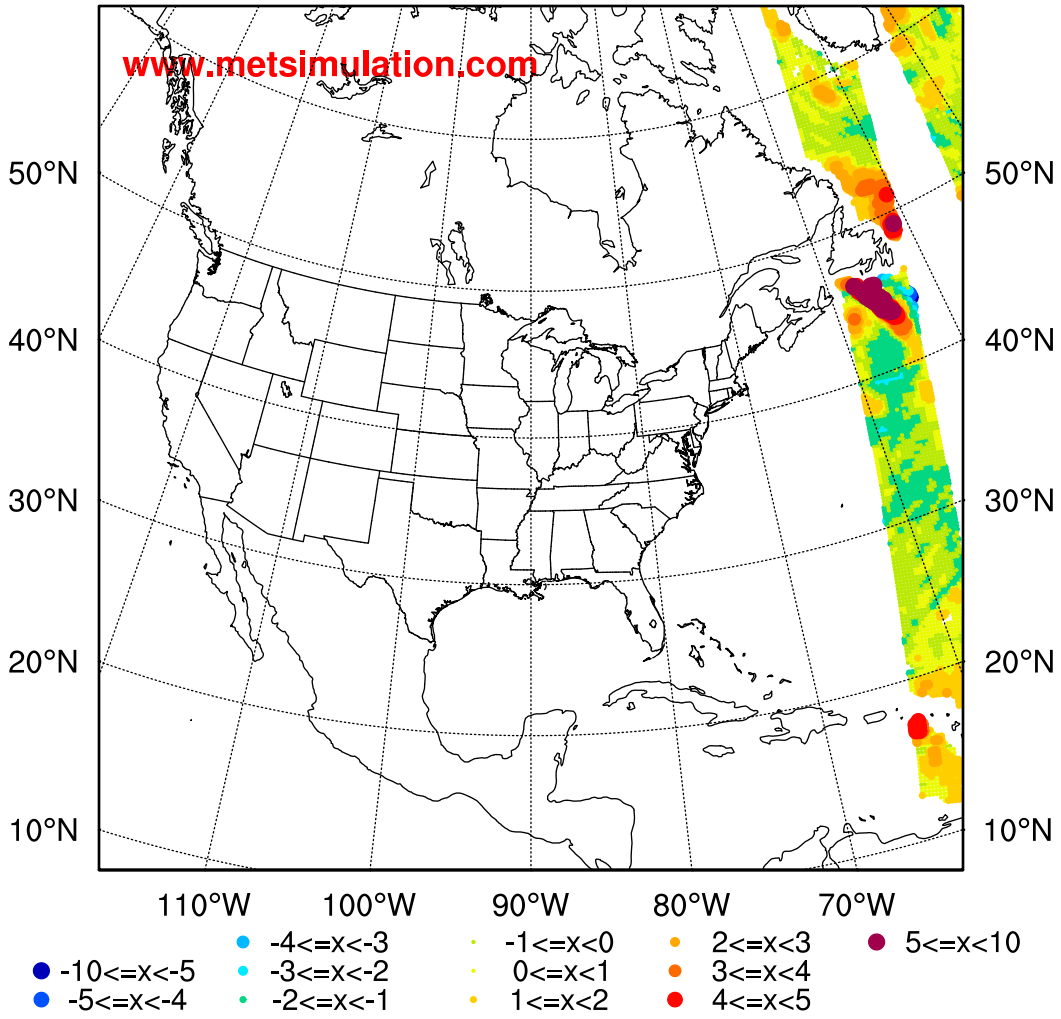 www.metsimulation.com
50°N 50°N
40°N 40°N
30°N 30°N
20°N 20°N
10°N 10°N
110°W 100°W 90°W 80°W 70°W
-4<=x<-3 -1<=x<0 2<=x<3 5<=x<10
-10<=x<-5 -3<=x<-2 0<=x<1 3<=x<4
-5<=x<-4 -2<=x<-1 1<=x<2 4<=x<5